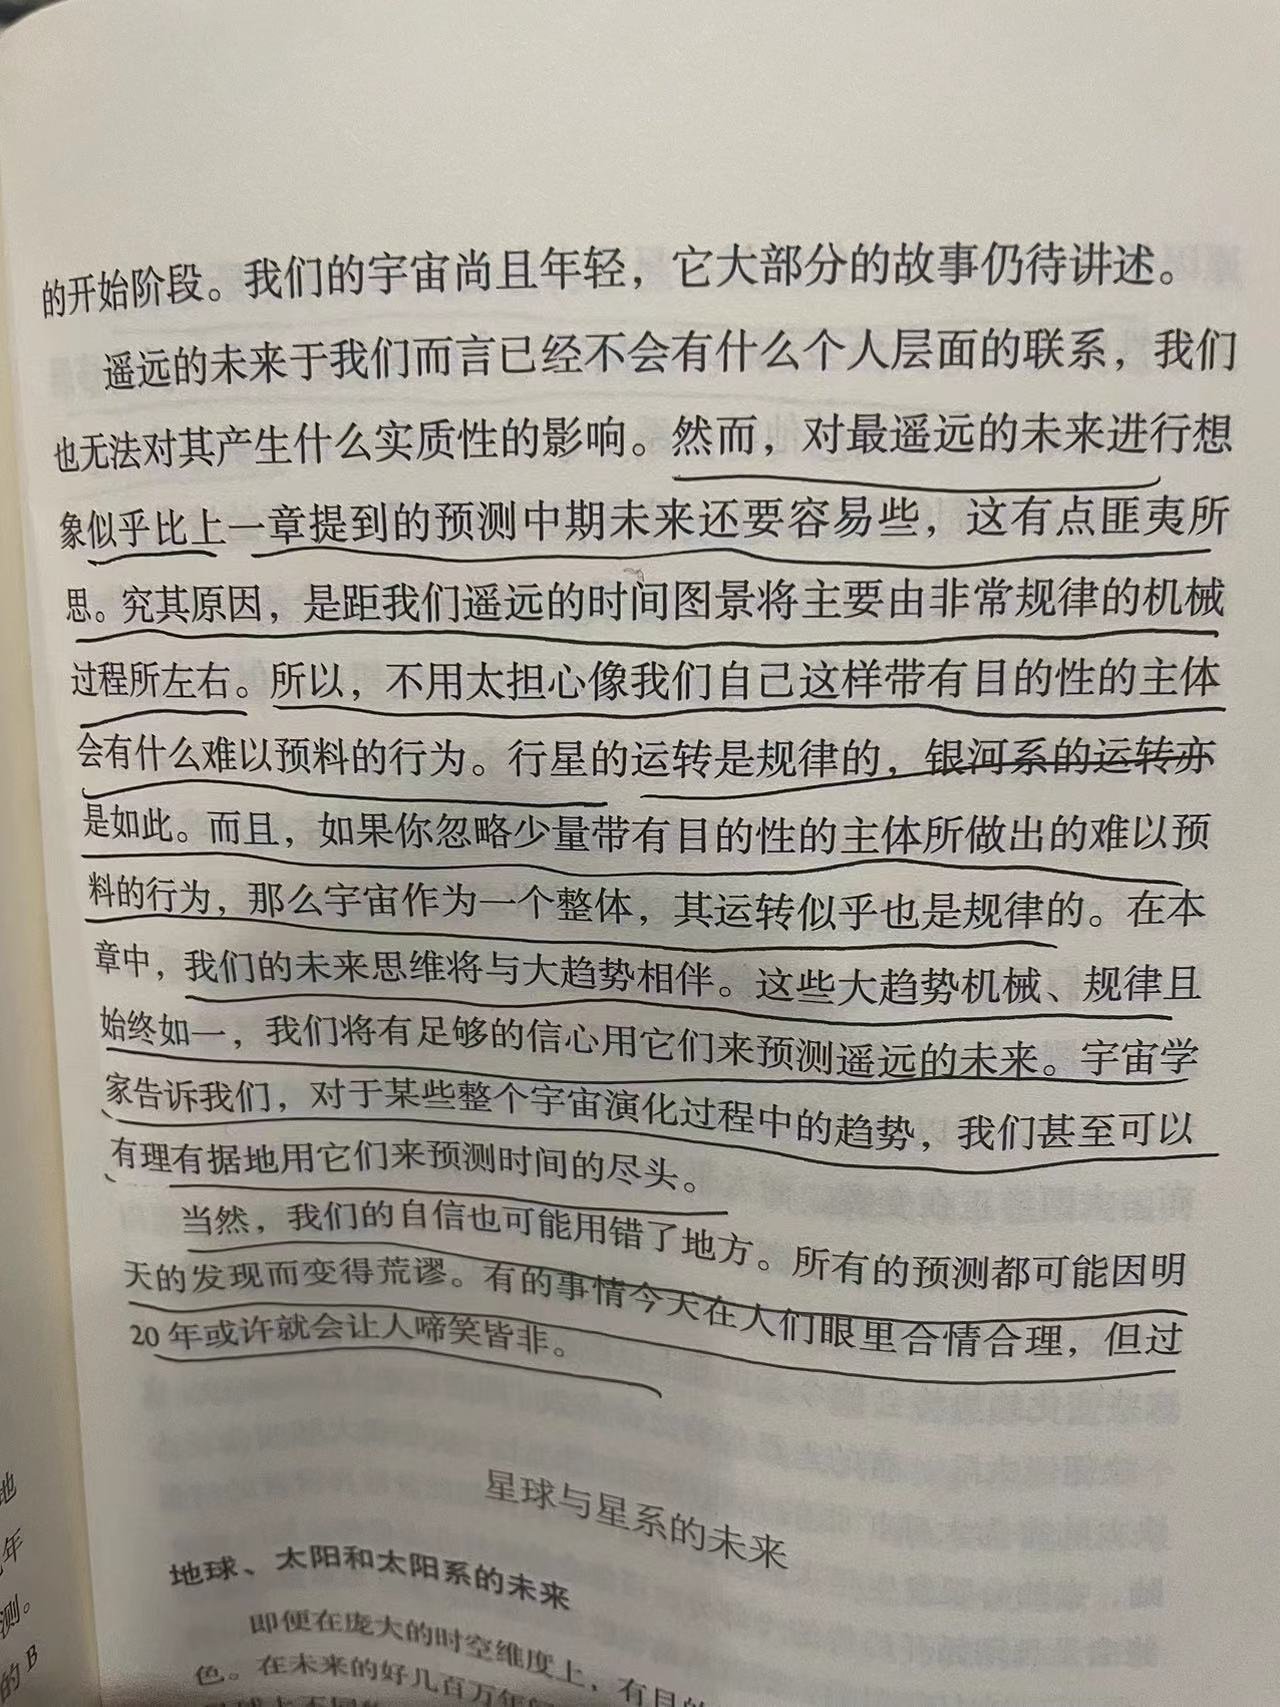 的开始阶段。我们的宇宙尚且年轻，它大部分的故事仍待讲述。
遥远的未来于我们而言已经不会有什么个人层面的联系，我们
也无法对其产生什么实质性的影响。然而，对最遥远的未来进行想
象似乎比上一章提到的预测中期未来还要容易些，这有点匪夷所
思。究其原因，是距我们遥远的时间图景将主要由非常规律的机械
过程所左右。所以，不用太担心像我们自己这样带有目的性的主体
会有什么难以预料的行为。行星的运转是规律的，银河系的运转亦
是如此。而且，如果你忽略少量带有目的性的主体所做出的难以预
料的行为，那么宇宙作为一个整体，其运转似乎也是规律的。在本
章中，我们的未来思维将与大趋势相伴。这些大趋势机械、规律且
始终如一，我们将有足够的信心用它们来预测遥远的未来。宇宙学
家告诉我们，对于某些整个宇宙演化过程中的趋势，我们甚至可以
有理有据地用它们来预测时间的尽头。
当然，我们的自信也可能用错了地方。所有的预测都可能因明
天的发现而变得荒谬。有的事情今天在人们眼里合情合理，但过
20 年或许就会让人啼笑皆非。
星球与星系的未来
地球、太阳和太阳系的未来
即便在庞大的时空维度上，有目的
色。在未来的好几百万年
地
年
测。
的 B